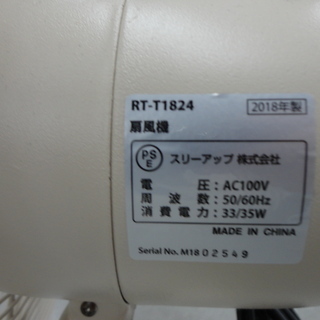 RT-T1824 2018年製
扇風機
PSE スリーアップ 株式会社
電圧:AC100V
周波数:50/60Hz
消費電力:33/35W
MADE IN CHINA
Serial No. M18 02549